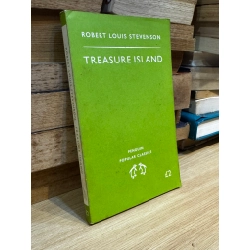 ROBERT LOUIS STEVENSON
TREASURE ISLAND
PENGUIN
POPULAR CLASSICS
£2